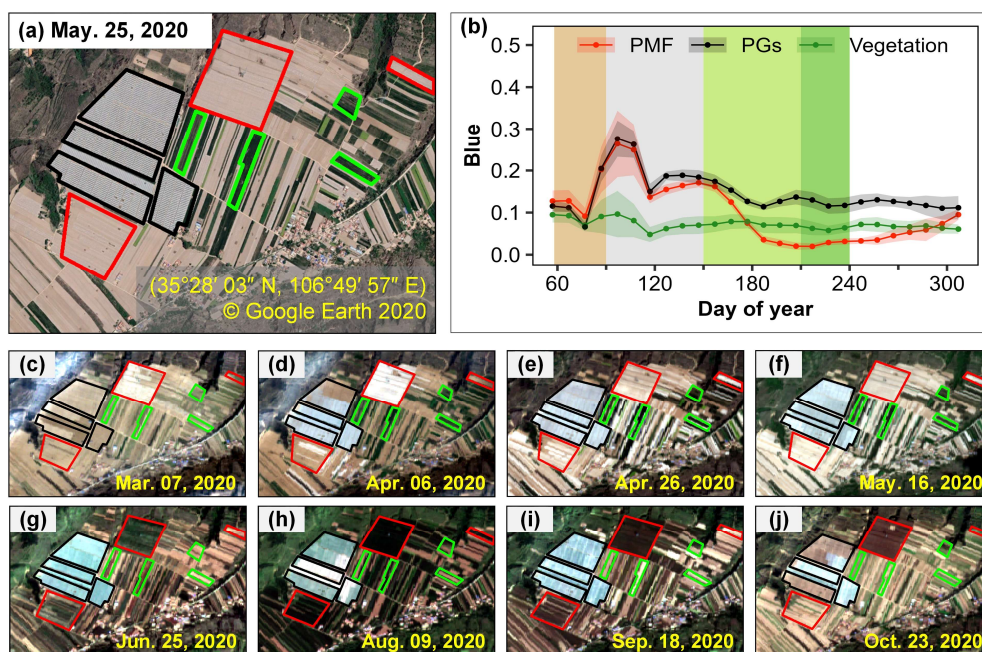 (a) May. 25, 2020
(35°28′ 03″ N, 106°49′ 57″ E)
© Google Earth 2020
(b)
PMF PGs Vegetation
0.5
0.4
0.3
0.2
0.1
0.0
Blue
60 120 180 240 300
Day of year
(c)
Mar. 07, 2020
(d)
Apr. 06, 2020
(e)
Apr. 26, 2020
(f)
May. 16, 2020
(g)
Jun. 25, 2020
(h)
Aug. 09, 2020
(i)
Sep. 18, 2020
(j)
Oct. 23, 2020